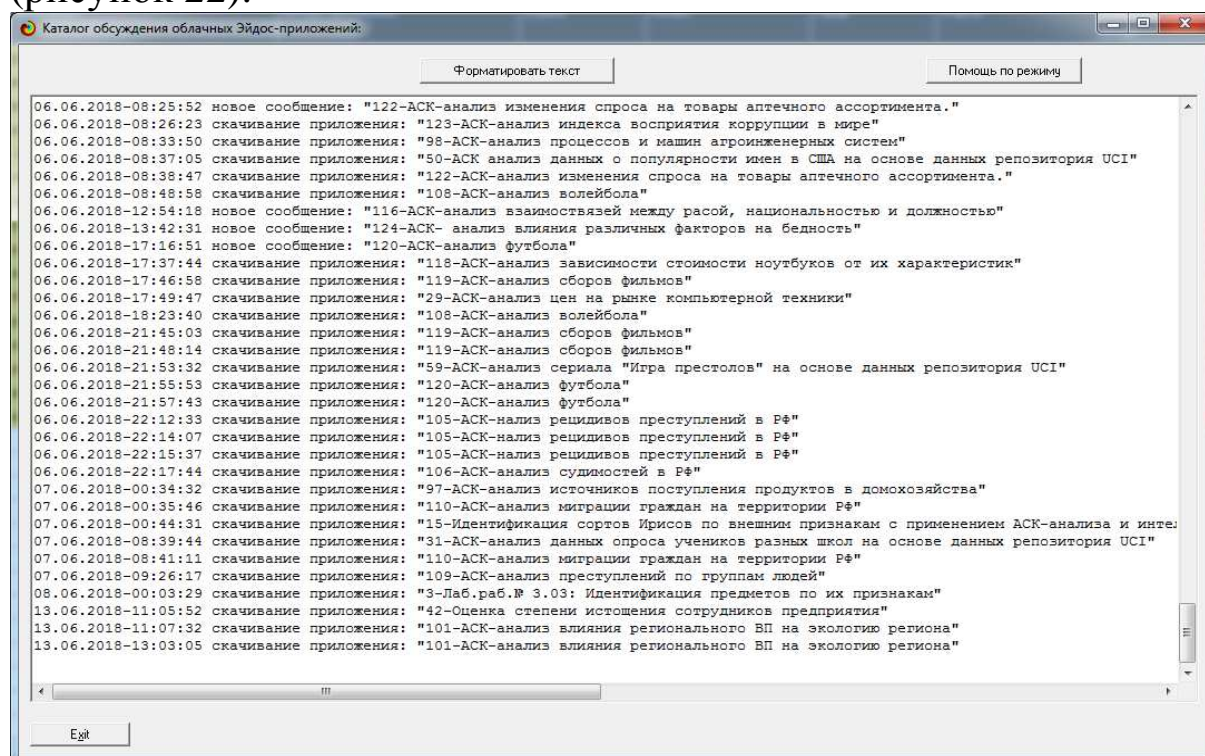 (рисунок 22).
Каталог обсуждения облачных Эйдос-приложений:
Форматировать текст
Помощь по режиму
06.06.2018-08:25:52 новое сообщение: "122-АСК-анализ изменения спроса на товары аптечного ассортимента."
06.06.2018-08:26:23 скачивание приложения: "123-АСК-анализ индекса восприятия коррупции в мире"
06.06.2018-08:33:50 скачивание приложения: "98-АСК-анализ процессов и машин агроинженерных систем"
06.06.2018-08:37:05 скачивание приложения: "50-АСК анализ данных о популярности имен в США на основе данных репозитория UCI"
06.06.2018-08:38:47 скачивание приложения: "122-АСК-анализ изменения спроса на товары аптечного ассортимента."
06.06.2018-08:48:58 скачивание приложения: "108-АСК-анализ волейбола"
06.06.2018-12:54:18 новое сообщение: "116-АСК-анализ взаимоствязей между расой, национальностью и должностью"
06.06.2018-13:42:31 новое сообщение: "124-АСК- анализ влияния различных факторов на бедность"
06.06.2018-17:16:51 новое сообщение: "120-АСК-анализ футбола"
06.06.2018-17:37:44 скачивание приложения: "118-АСК-анализ зависимости стоимости ноутбуков от их характеристик"
06.06.2018-17:46:58 скачивание приложения: "119-АСК-анализ сборов фильмов"
06.06.2018-17:49:47 скачивание приложения: "29-АСК-анализ цен на рынке компьютерной техники"
06.06.2018-18:23:40 скачивание приложения: "108-АСК-анализ волейбола"
06.06.2018-21:45:03 скачивание приложения: "119-АСК-анализ сборов фильмов"
06.06.2018-21:48:14 скачивание приложения: "119-АСК-анализ сборов фильмов"
06.06.2018-21:53:32 скачивание приложения: "59-АСК-анализ сериала "Игра престолов" на основе данных репозитория UCI"
06.06.2018-21:55:53 скачивание приложения: "120-АСК-анализ футбола"
06.06.2018-21:57:43 скачивание приложения: "120-АСК-анализ футбола"
06.06.2018-22:12:33 скачивание приложения: "105-АСК-нализ рецидивов преступлений в РФ"
06.06.2018-22:14:07 скачивание приложения: "105-АСК-нализ рецидивов преступлений в РФ"
06.06.2018-22:15:37 скачивание приложения: "105-АСК-нализ рецидивов преступлений в РФ"
06.06.2018-22:17:44 скачивание приложения: "106-АСК-анализ судимостей в РФ"
07.06.2018-00:34:32 скачивание приложения: "97-АСК-анализ источников поступления продуктов в домохозяйства"
07.06.2018-00:35:46 скачивание приложения: "110-АСК-анализ миграции граждан на территории РФ"
07.06.2018-00:44:31 скачивание приложения: "15-Идентификация сортов Ирисов по внешним признакам с применением АСК-анализа и интел
07.06.2018-08:39:44 скачивание приложения: "31-АСК-анализ данных опроса учеников разных школ на основе данных репозитория UCI"
07.06.2018-08:41:11 скачивание приложения: "110-АСК-анализ миграции граждан на территории РФ"
07.06.2018-09:26:17 скачивание приложения: "109-АСК-анализ преступлений по группам людей"
08.06.2018-00:03:29 скачивание приложения: "3-Лаб.раб.№ 3.03: Идентификация предметов по их признакам"
13.06.2018-11:05:52 скачивание приложения: "42-Оценка степени истощения сотрудников предприятия"
13.06.2018-11:07:32 скачивание приложения: "101-АСК-анализ влияния регионального ВП на экологию региона"
13.06.2018-13:03:05 скачивание приложения: "101-АСК-анализ влияния регионального ВП на экологию региона"
Exit